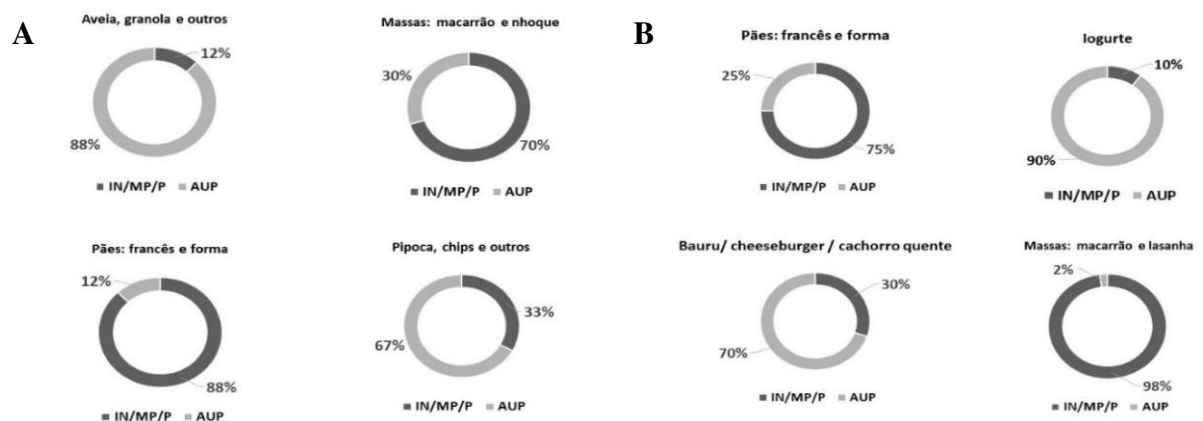 A
Aveia, granola e outros
12%
88%
■ IN/MP/P ■ AUP
Massas: macarrão e nhoque
30%
70%
■ IN/MP/P ■ AUP
Pães: francês e forma
12%
88%
■ IN/MP/P ■ AUP
Pipoca, chips e outros
33%
67%
■ IN/MP/P ■ AUP
B
Pães: francês e forma
25%
75%
■ IN/MP/P ■ AUP
Iogurte
10%
90%
■ IN/MP/P ■ AUP
Bauru/ cheeseburger / cachorro quente
30%
70%
■ IN/MP/P ■ AUP
Massas: macarrão e lasanha
2%
98%
■ IN/MP/P ■ AUP